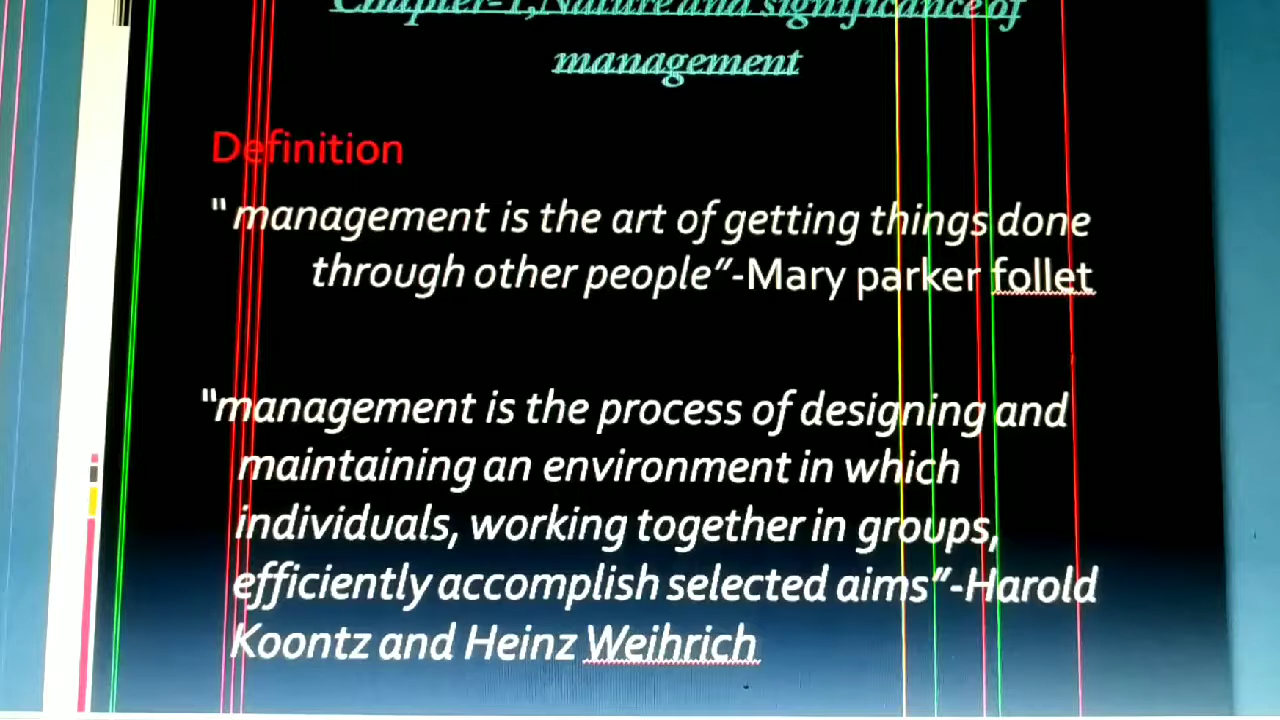 Chapter-1,Nature and significance of
management
Definition
“ management is the art of getting things done
through other people”-Mary parker follet
“management is the process of designing and
maintaining an environment in which
individuals, working together in groups,
efficiently accomplish selected aims”-Harold
Koontz and Heinz Weihrich